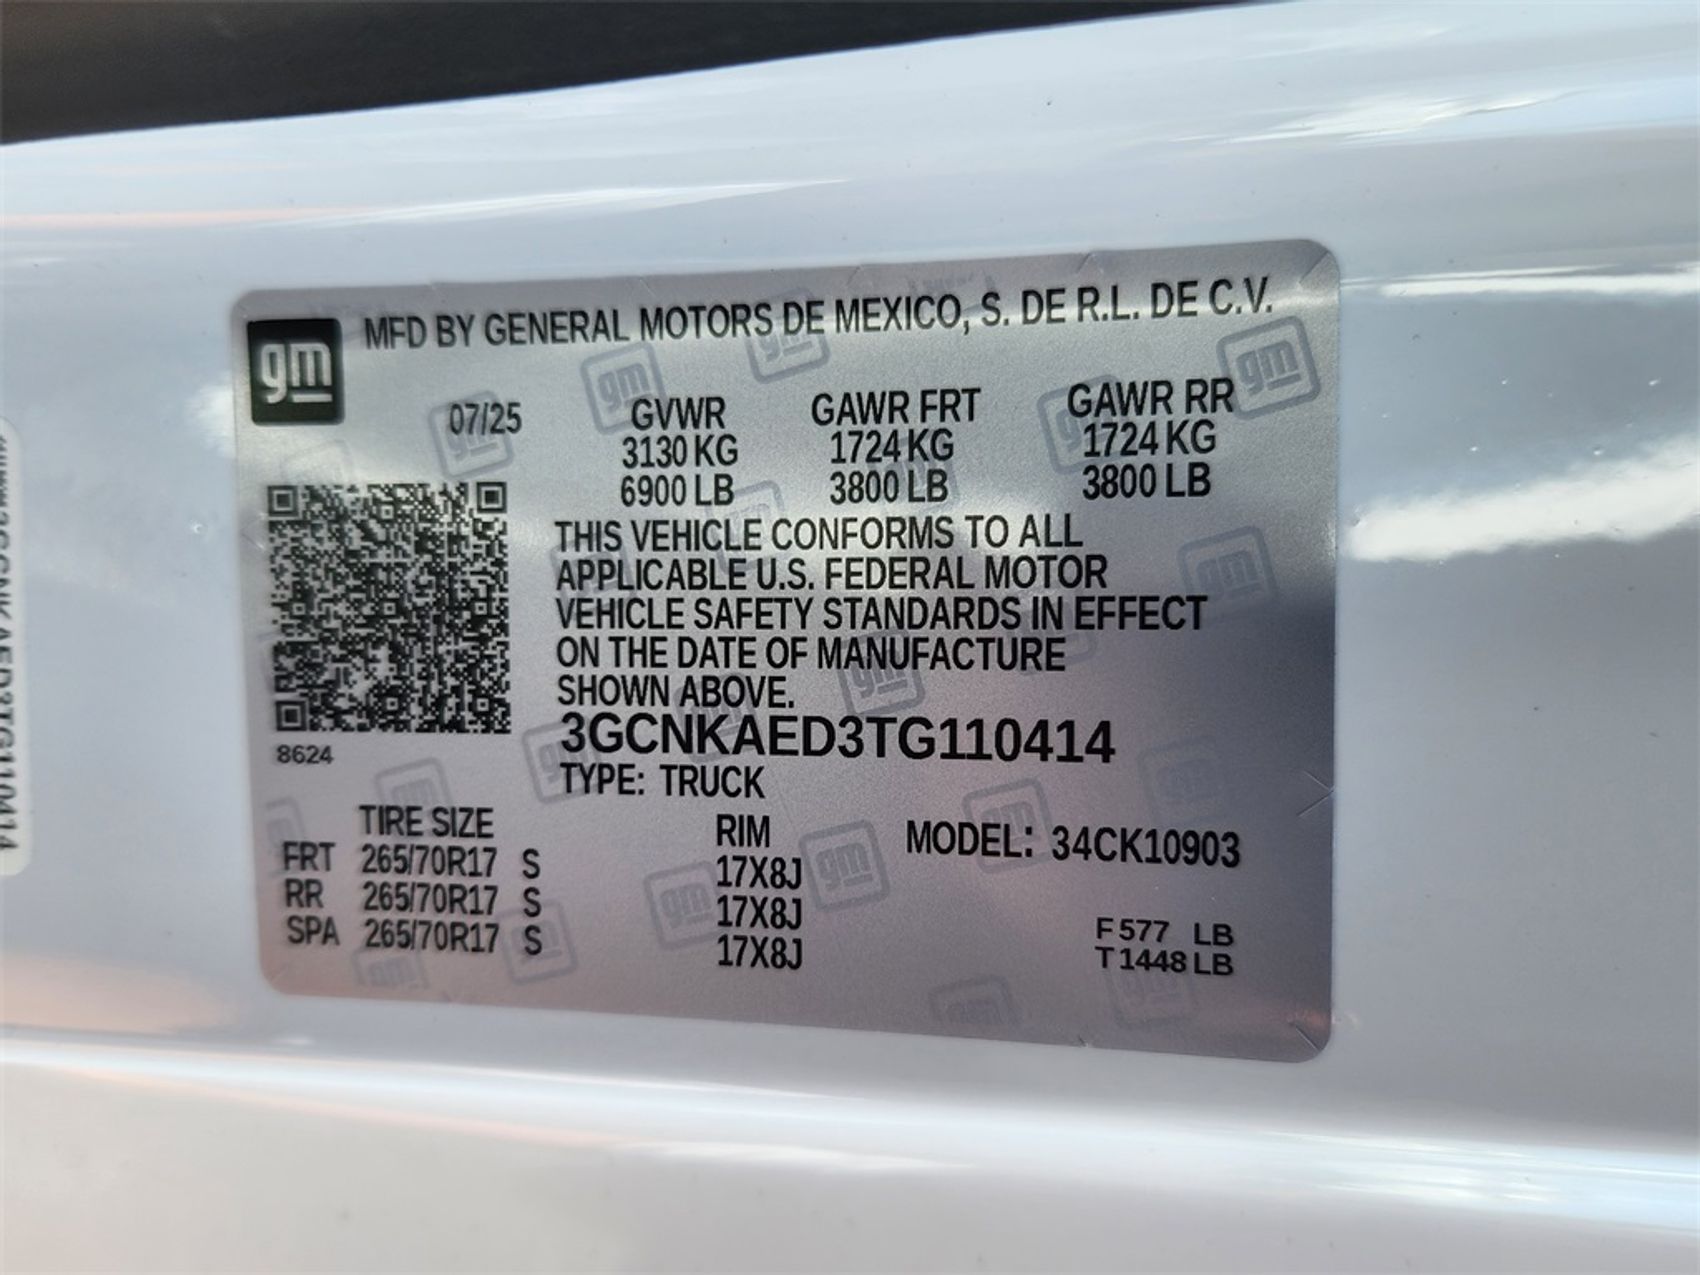 gm
MFD BY GENERAL MOTORS DE MEXICO, S. DE R.L. DE C.V.
07/25 GVWR GAWR FRT GAWR RR
3130 KG 1724 KG 1724 KG
6900 LB 3800 LB 3800 LB
THIS VEHICLE CONFORMS TO ALL
APPLICABLE U.S. FEDERAL MOTOR
VEHICLE SAFETY STANDARDS IN EFFECT
ON THE DATE OF MANUFACTURE
SHOWN ABOVE.
3GCNKAED3TG110414
8624
TYPE: TRUCK
TIRE SIZE RIM MODEL: 34CK10903
FRT 265/70R17 S 17X8J
RR 265/70R17 S 17X8J
SPA 265/70R17 S 17X8J
F 577 LB
T 1448 LB